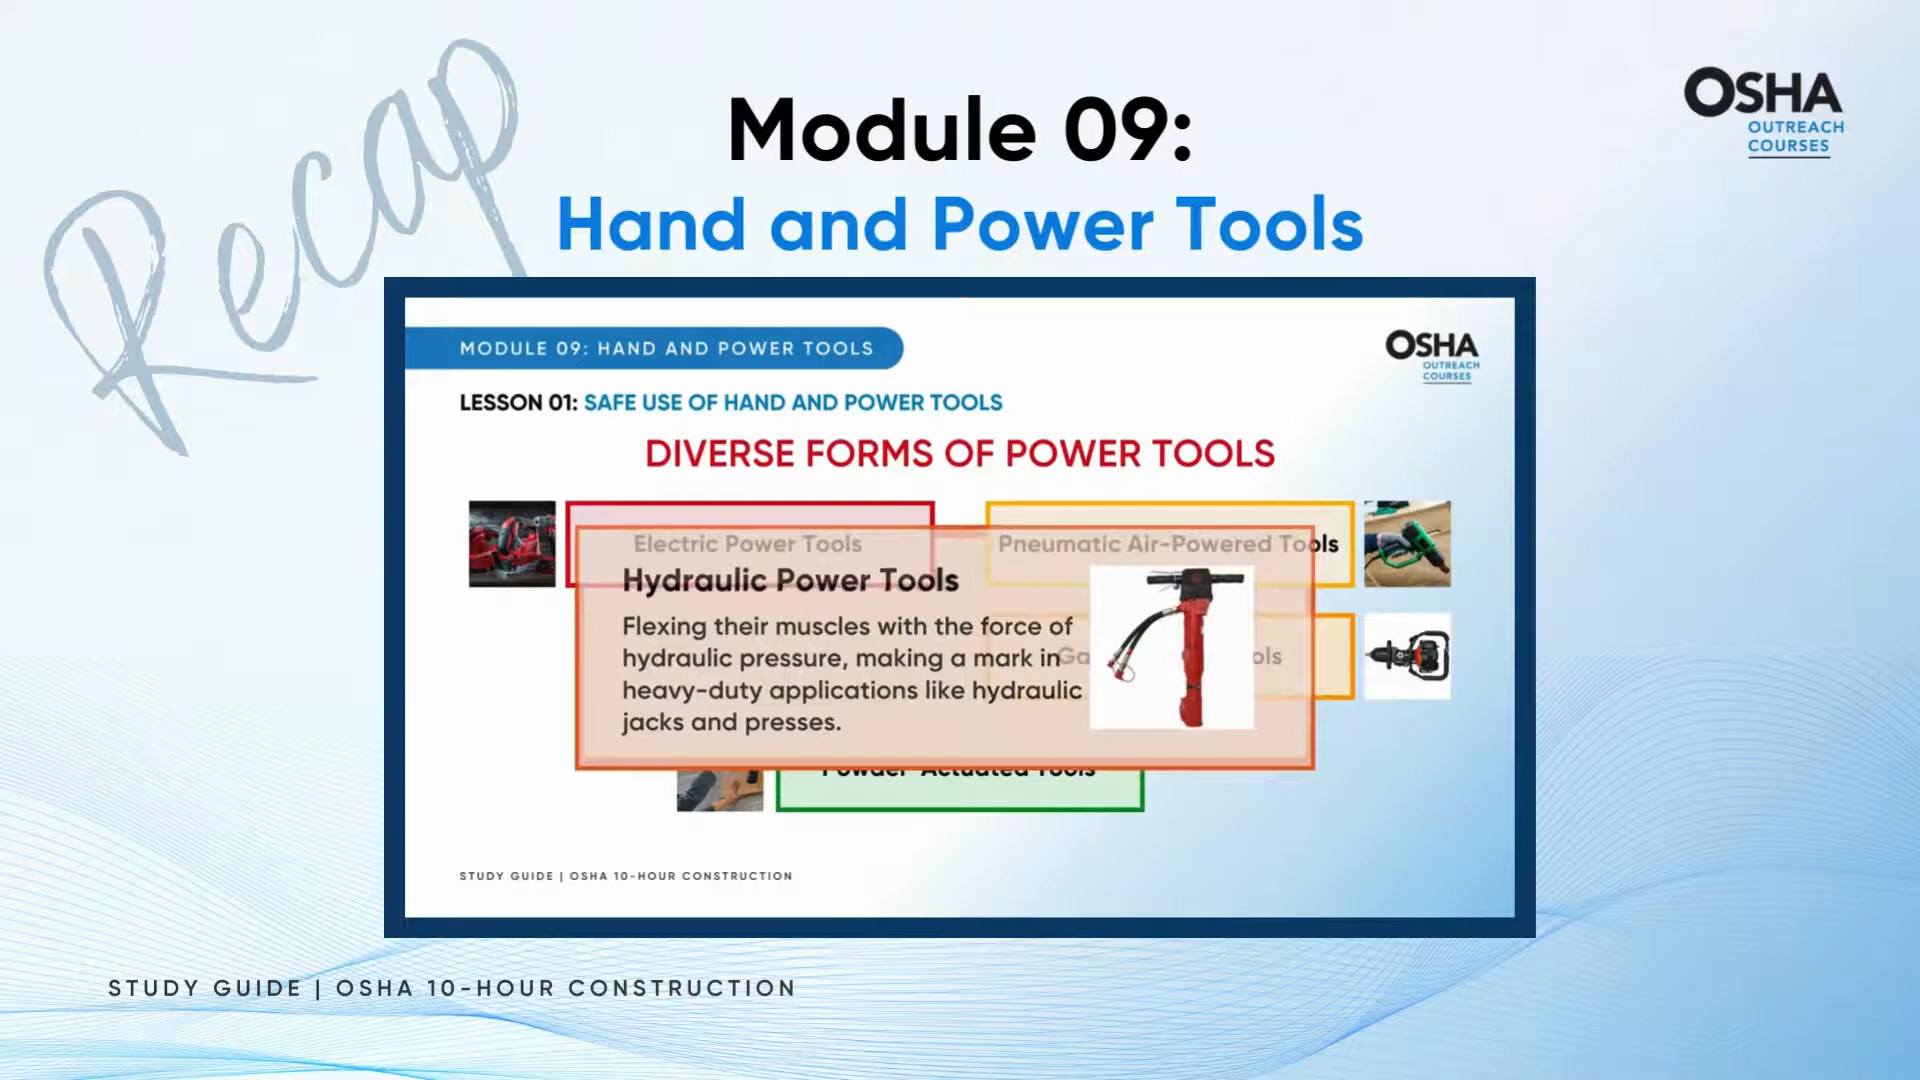 Recap
Module 09:
Hand and Power Tools
OSHA
OUTREACH
COURSES
MODULE 09: HAND AND POWER TOOLS
OSHA
OUTREACH
COURSES
LESSON 01: SAFE USE OF HAND AND POWER TOOLS
DIVERSE FORMS OF POWER TOOLS
Electric Power Tools
Pneumatic Air-Powered Tools
Hydraulic Power Tools
Flexing their muscles with the force of
hydraulic pressure, making a mark in
heavy-duty applications like hydraulic
jacks and presses.
Powder-Actuated Tools
STUDY GUIDE | OSHA 10-HOUR CONSTRUCTION
STUDY GUIDE | OSHA 10-HOUR CONSTRUCTION